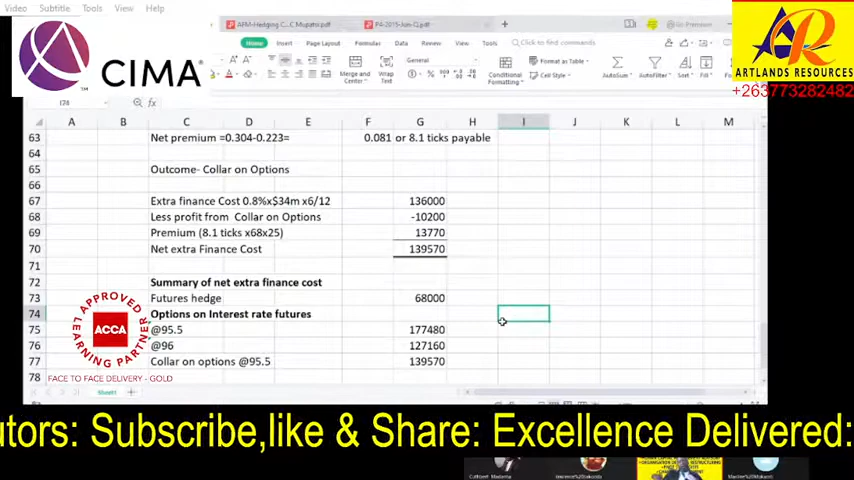 Video Subtitle Tools View Help
CIMA
ARTLANDS RESOURCES
+263773282482
P4-2015-Jun-Q.pdf
Home Insert Page Layout Formulas Data Review View Tools Click to find commands
Merge and Center Wrap Text Conditional Formatting Format as Table Cell Style AutoSum AutoFilter Sort Fill
I74 fx
A B C D E F G H I J K L M
63 Net premium =0.304-0.223= 0.081 or 8.1 ticks payable
64
65 Outcome- Collar on Options
66
67 Extra finance Cost 0.8%x$34m x6/12 136000
68 Less profit from Collar on Options -10200
69 Premium (8.1 ticks x68x25) 13770
70 Net extra Finance Cost 139570
71
72 Summary of net extra finance cost
73 Futures hedge 68000
74 Options on Interest rate futures
75 @95.5 177480
76 @96 127160
77 Collar on options @95.5 139570
78
APPROVED LEARNING PARTNER
ACCA
FACE TO FACE DELIVERY - GOLD
Sheet1
utors: Subscribe,like & Share: Excellence Delivered: